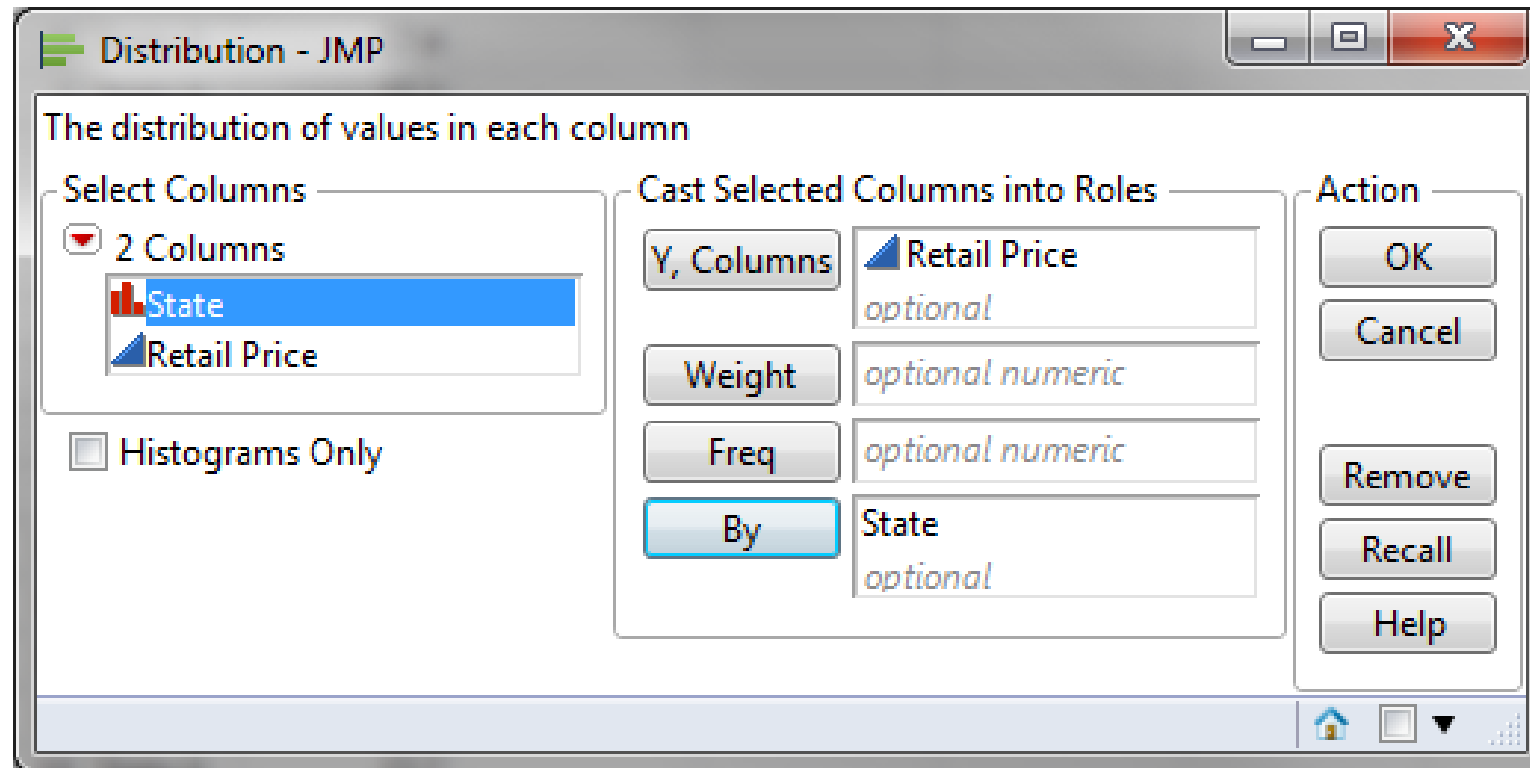 Distribution - JMP
The distribution of values in each column
Select Columns
2 Columns
State
Retail Price
Histograms Only
Cast Selected Columns into Roles
Y, Columns
Retail Price
optional
Weight
optional numeric
Freq
optional numeric
By
State
optional
Action
OK
Cancel
Remove
Recall
Help